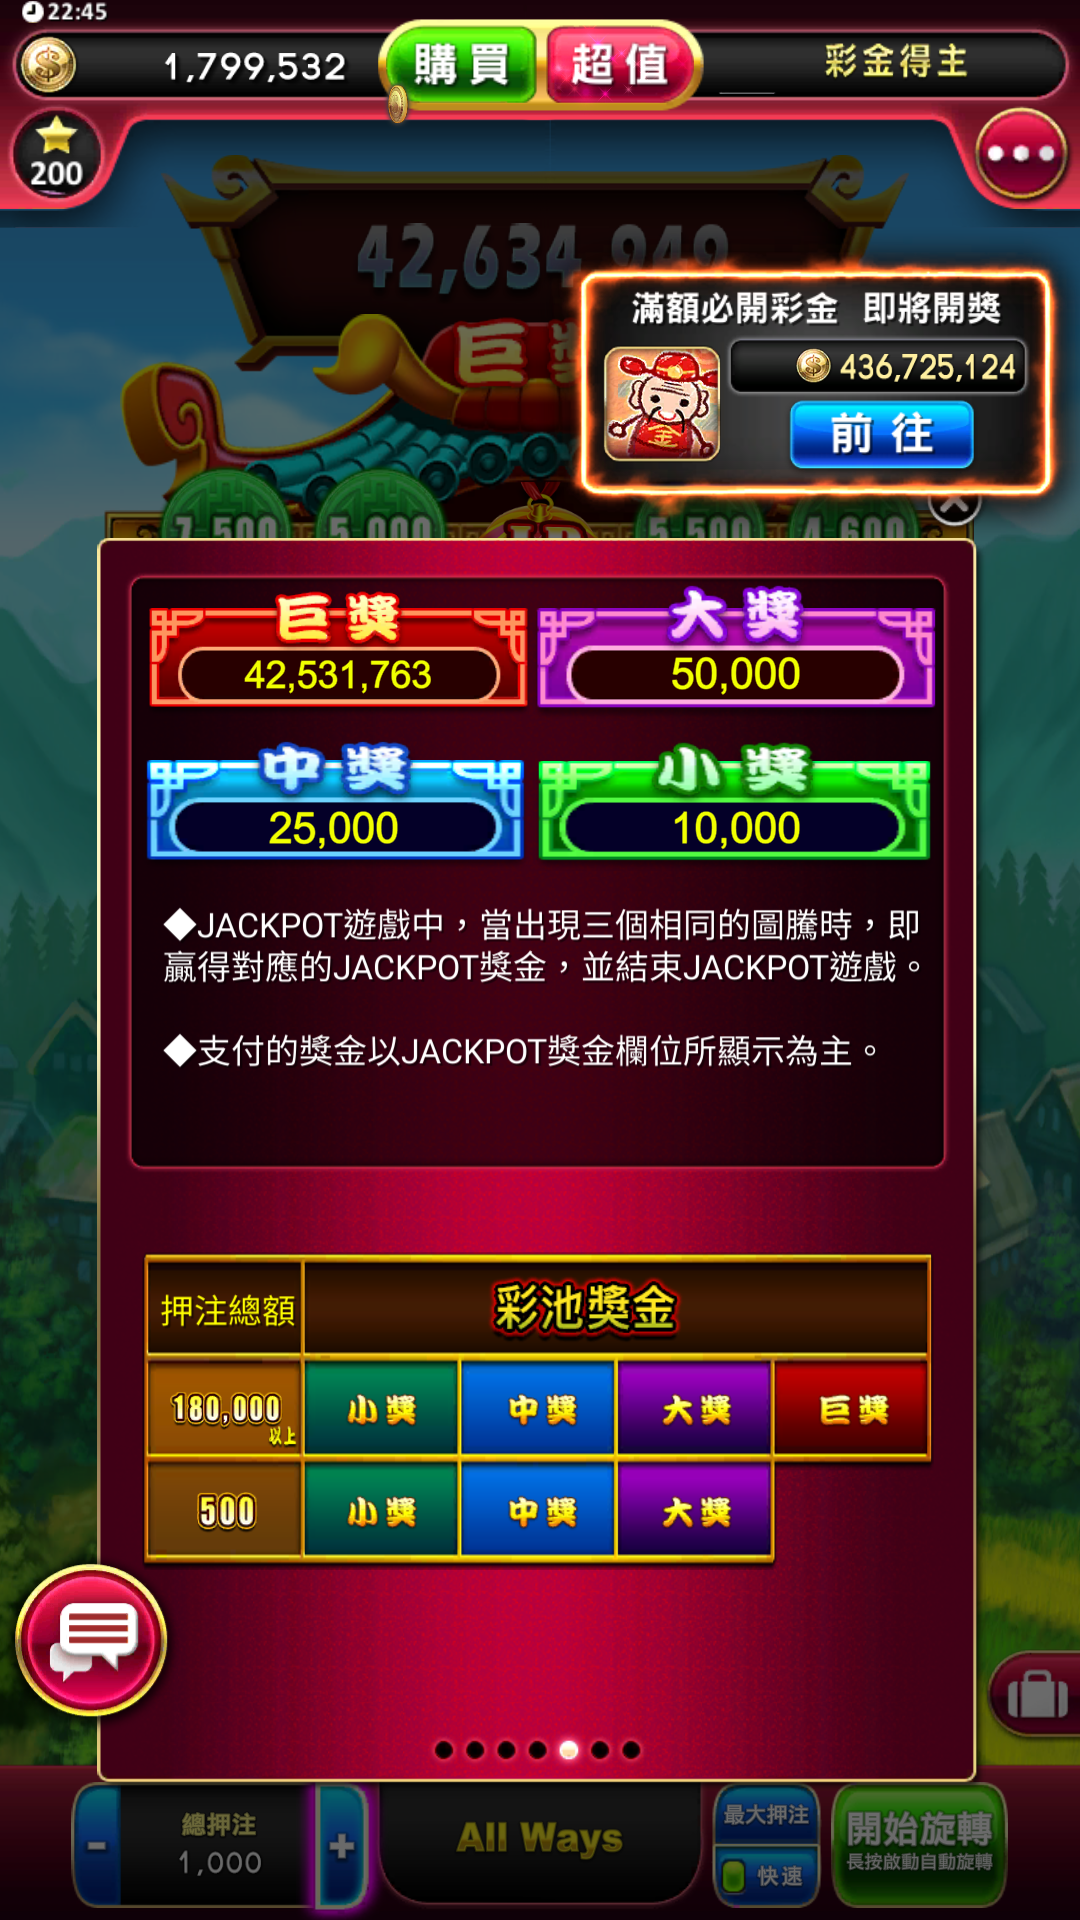 22:45
1,799,532
購買
超值
彩金得主
200
42,634,949
滿額必開彩金 即將開獎
436,725,124
前往
巨獎
7,500
5,000
5,500
4,600
巨獎
大獎
42,531,763
50,000
中獎
小獎
25,000
10,000
◆JACKPOT遊戲中，當出現三個相同的圖騰時，即
贏得對應的JACKPOT獎金，並結束JACKPOT遊戲。
◆支付的獎金以JACKPOT獎金欄位所顯示為主。
押注總額
彩池獎金
180,000
以上
小獎
中獎
大獎
巨獎
500
小獎
中獎
大獎
總押注
1,000
All Ways
最大押注
快速
開始旋轉
長按啟動自動旋轉